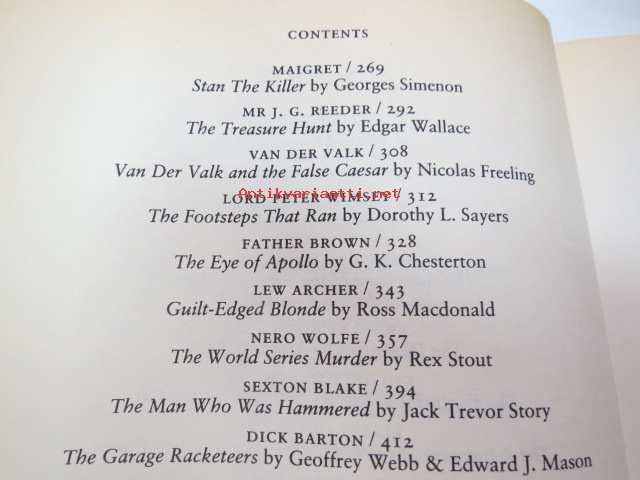 CONTENTS
MAIGRET / 269
Stan The Killer by Georges Simenon
MR J. G. REEDER / 292
The Treasure Hunt by Edgar Wallace
VAN DER VALK / 308
Van Der Valk and the False Caesar by Nicolas Freeling
LORD PETER WIMSEY / 312
Antikvariaatti.net
The Footsteps That Ran by Dorothy L. Sayers
FATHER BROWN / 328
The Eye of Apollo by G. K. Chesterton
LEW ARCHER / 343
Guilt-Edged Blonde by Ross Macdonald
NERO WOLFE / 357
The World Series Murder by Rex Stout
SEXTON BLAKE / 394
The Man Who Was Hammered by Jack Trevor Story
DICK BARTON / 412
The Garage Racketeers by Geoffrey Webb & Edward J. Mason